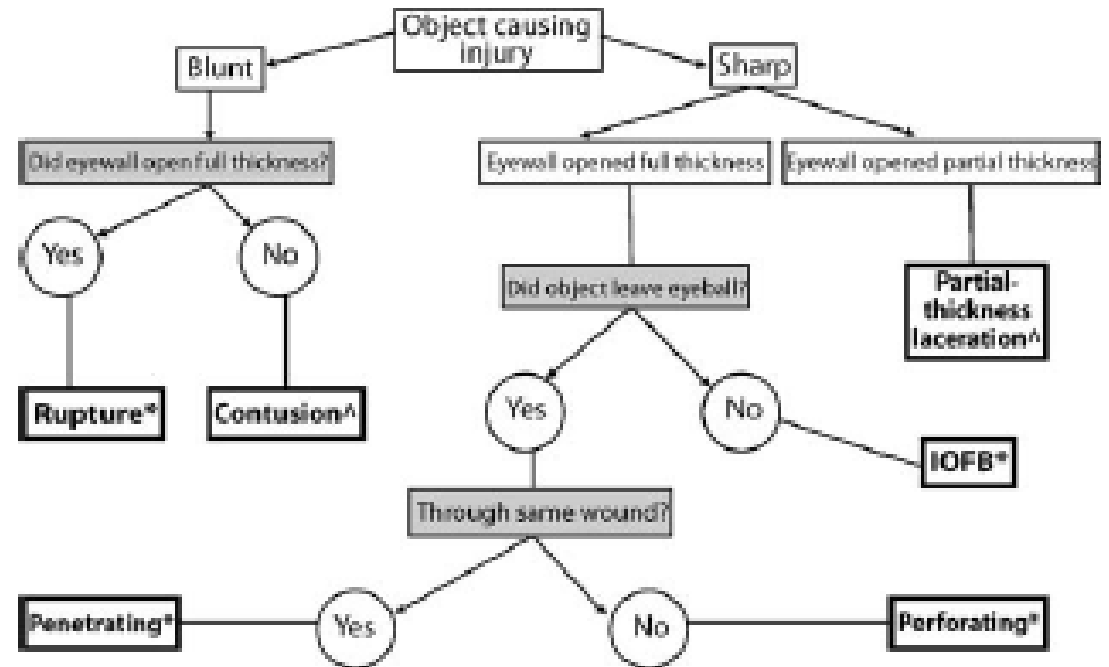 Object causing
injury
Blunt
Sharp
Did eyewall open full thickness?
Eyewall opened full thickness
Eyewall opened partial thickness
Yes
No
Did object leave eyeball?
Partial-
thickness
laceration^
Rupture*
Contusion^
Yes
No
IOFB*
Through same wound?
Penetrating*
Yes
No
Perforating*